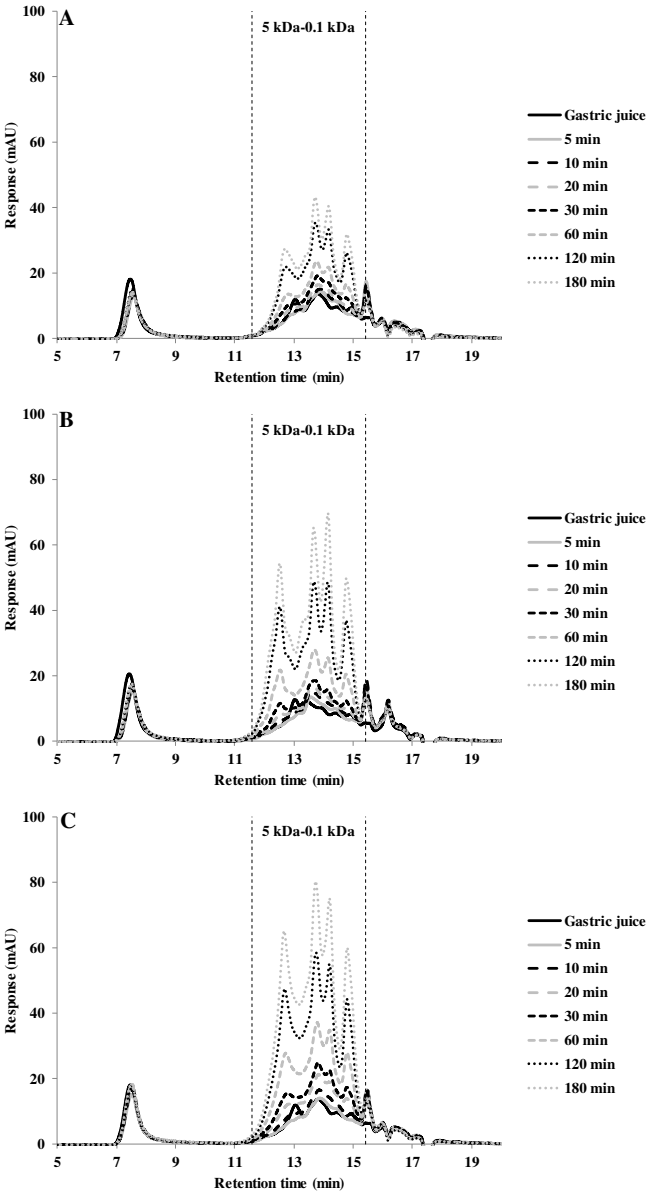 A
5 kDa-0.1 kDa
100
80
60
40
20
0
Response (mAU)
5 7 9 11 13 15 17 19
Retention time (min)
Gastric juice
5 min
10 min
20 min
30 min
60 min
120 min
180 min
B
5 kDa-0.1 kDa
100
80
60
40
20
0
Response (mAU)
5 7 9 11 13 15 17 19
Retention time (min)
Gastric juice
5 min
10 min
20 min
30 min
60 min
120 min
180 min
C
5 kDa-0.1 kDa
100
80
60
40
20
0
Response (mAU)
5 7 9 11 13 15 17 19
Retention time (min)
Gastric juice
5 min
10 min
20 min
30 min
60 min
120 min
180 min